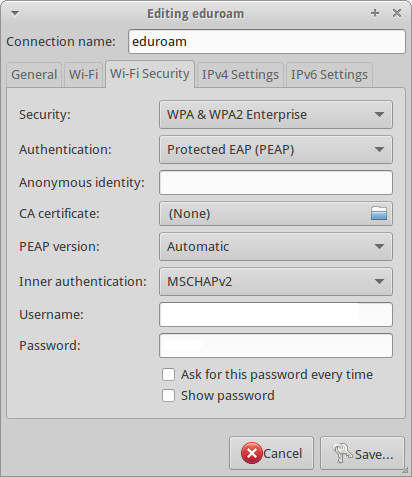 Editing eduroam
Connection name: eduroam
General Wi-Fi Wi-Fi Security IPv4 Settings IPv6 Settings
Security: WPA & WPA2 Enterprise
Authentication: Protected EAP (PEAP)
Anonymous identity:
CA certificate: (None)
PEAP version: Automatic
Inner authentication: MSCHAPv2
Username:
Password:
Ask for this password every time
Show password
Cancel Save...